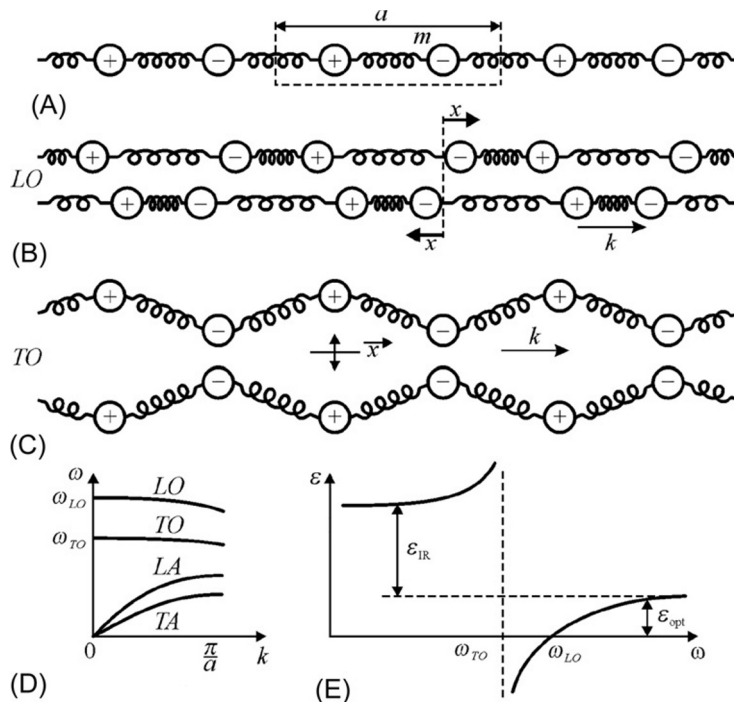 a
m
+ − + − + −
(A)
x
+ − + − + −
LO
+ − + − + −
x
k
(B)
+ − + − + −
TO
x
k
+ − + − + −
(C)
ω
ω_LO
LO
ω_TO
TO
LA
TA
0
π/a
k
(D)
ε
ε_IR
ε_opt
ω_TO
ω_LO
ω
(E)